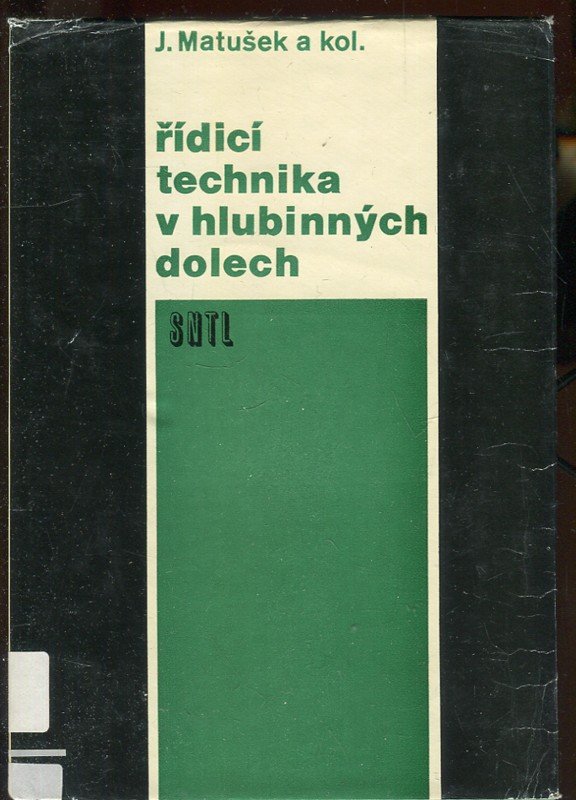 J. Matušek a kol.
řídicí
technika
v hlubinných
dolech
SNTL